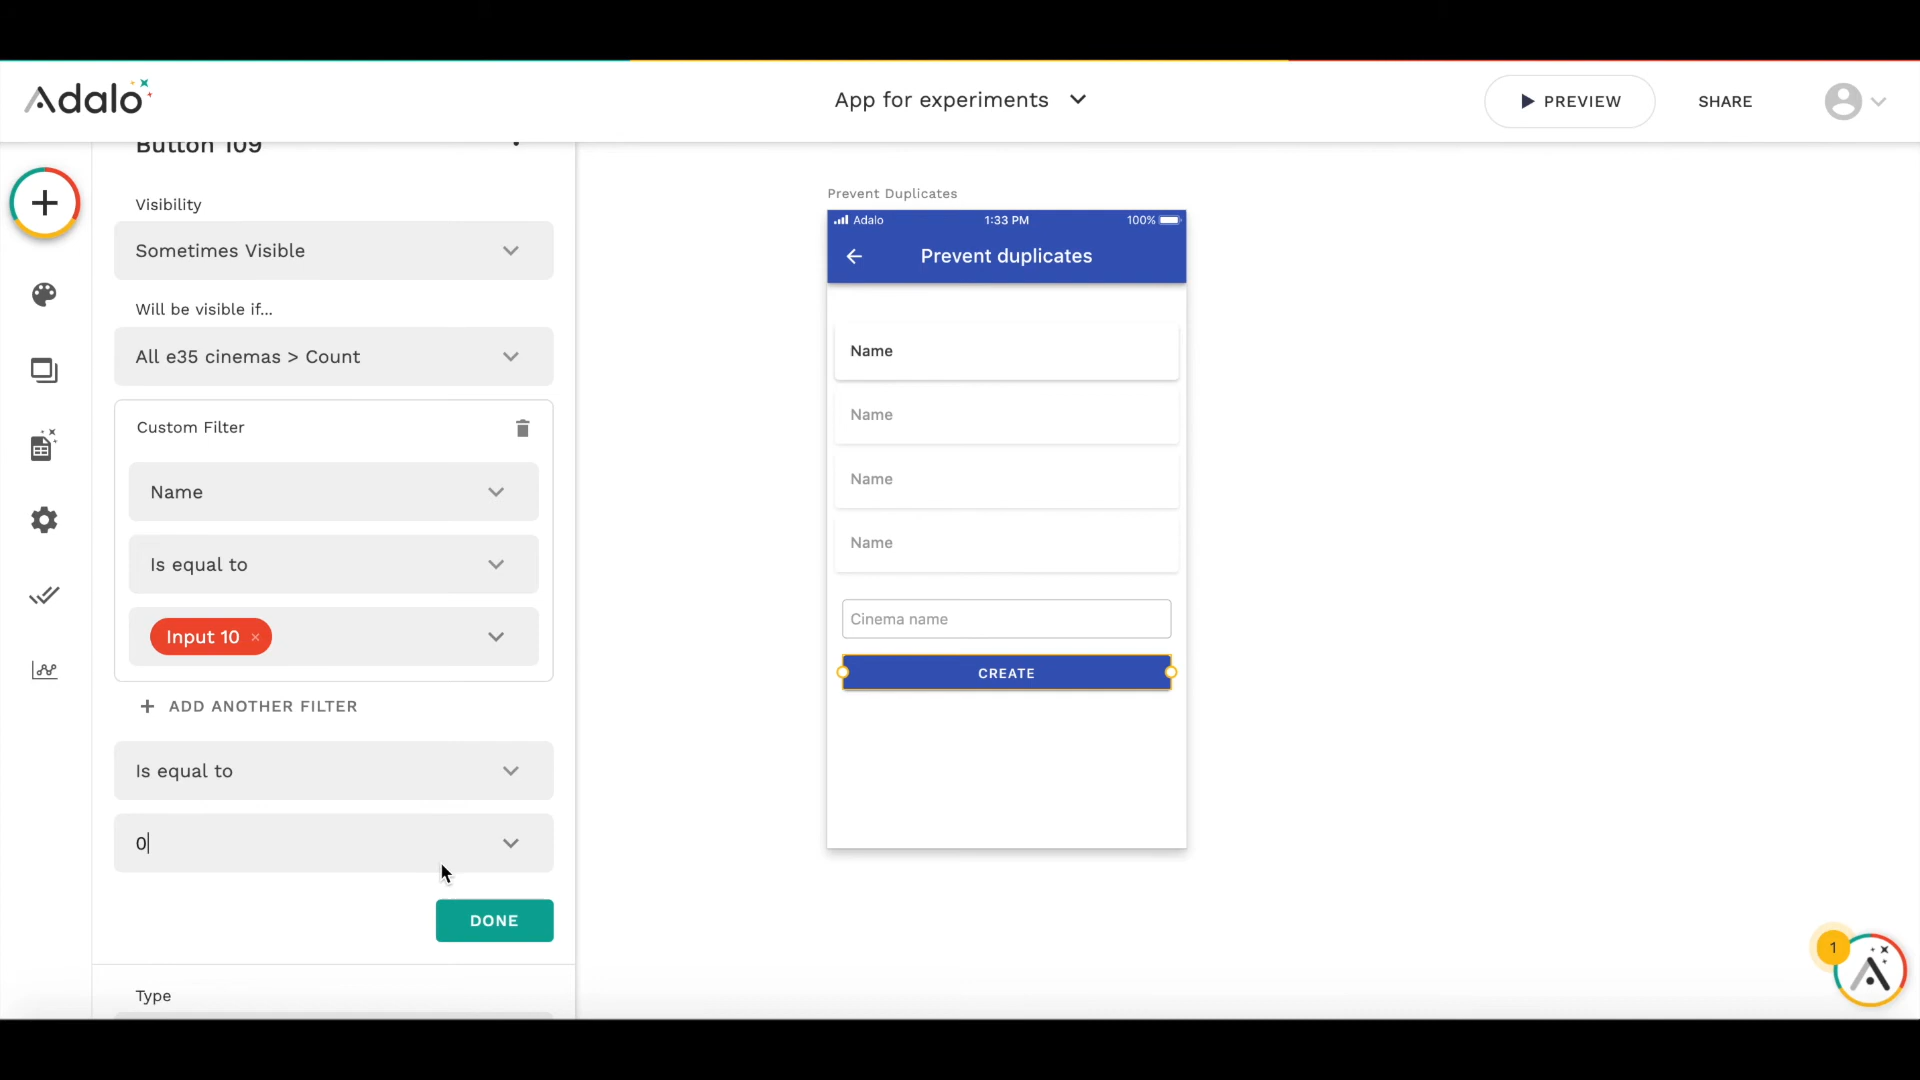 Adalo
App for experiments
PREVIEW
SHARE
Button 109
Visibility
Sometimes Visible
Will be visible if...
All e35 cinemas > Count
Custom Filter
Name
Is equal to
Input 10 ×
+ ADD ANOTHER FILTER
Is equal to
0
DONE
Type
Prevent Duplicates
Adalo 1:33 PM 100%
Prevent duplicates
Name
Name
Name
Name
Cinema name
CREATE
1